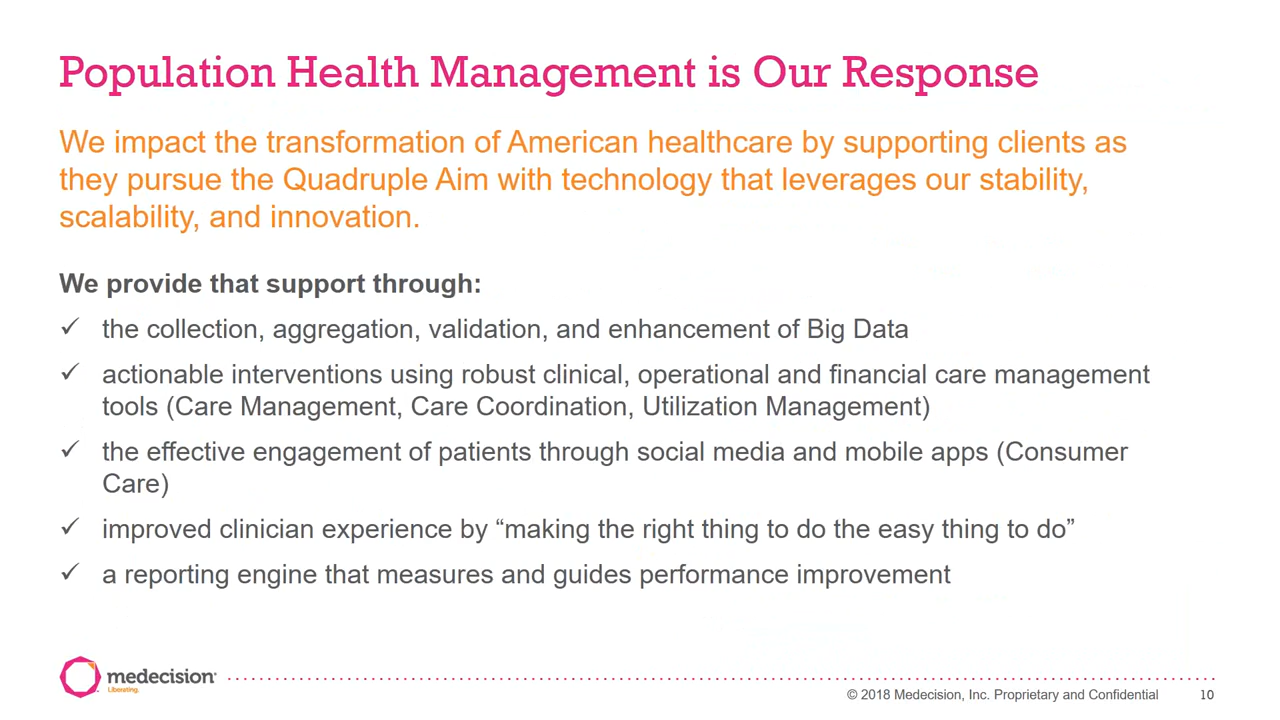 Population Health Management is Our Response
We impact the transformation of American healthcare by supporting clients as
they pursue the Quadruple Aim with technology that leverages our stability,
scalability, and innovation.
We provide that support through:
✓ the collection, aggregation, validation, and enhancement of Big Data
✓ actionable interventions using robust clinical, operational and financial care management
tools (Care Management, Care Coordination, Utilization Management)
✓ the effective engagement of patients through social media and mobile apps (Consumer
Care)
✓ improved clinician experience by “making the right thing to do the easy thing to do”
✓ a reporting engine that measures and guides performance improvement
medecision
Liberating.
© 2018 Medecision, Inc. Proprietary and Confidential 10